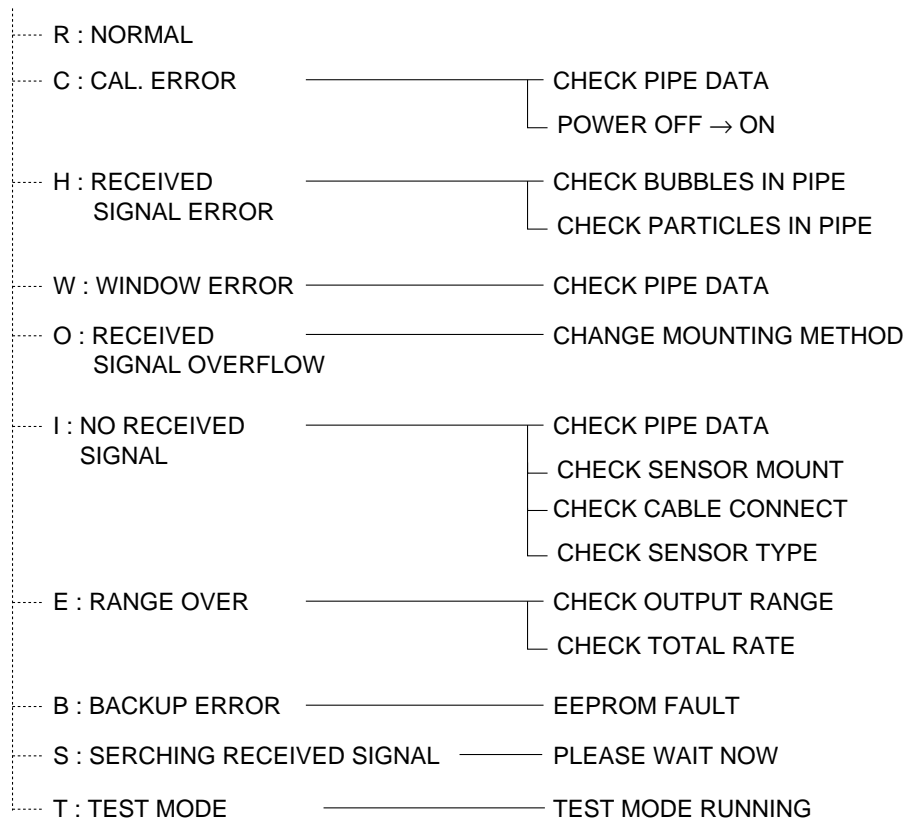 R : NORMAL
C : CAL. ERROR CHECK PIPE DATA
POWER OFF → ON
H : RECEIVED CHECK BUBBLES IN PIPE
SIGNAL ERROR
CHECK PARTICLES IN PIPE
W : WINDOW ERROR CHECK PIPE DATA
O : RECEIVED CHANGE MOUNTING METHOD
SIGNAL OVERFLOW
I : NO RECEIVED CHECK PIPE DATA
SIGNAL
CHECK SENSOR MOUNT
CHECK CABLE CONNECT
CHECK SENSOR TYPE
E : RANGE OVER CHECK OUTPUT RANGE
CHECK TOTAL RATE
B : BACKUP ERROR EEPROM FAULT
S : SERCHING RECEIVED SIGNAL PLEASE WAIT NOW
T : TEST MODE TEST MODE RUNNING